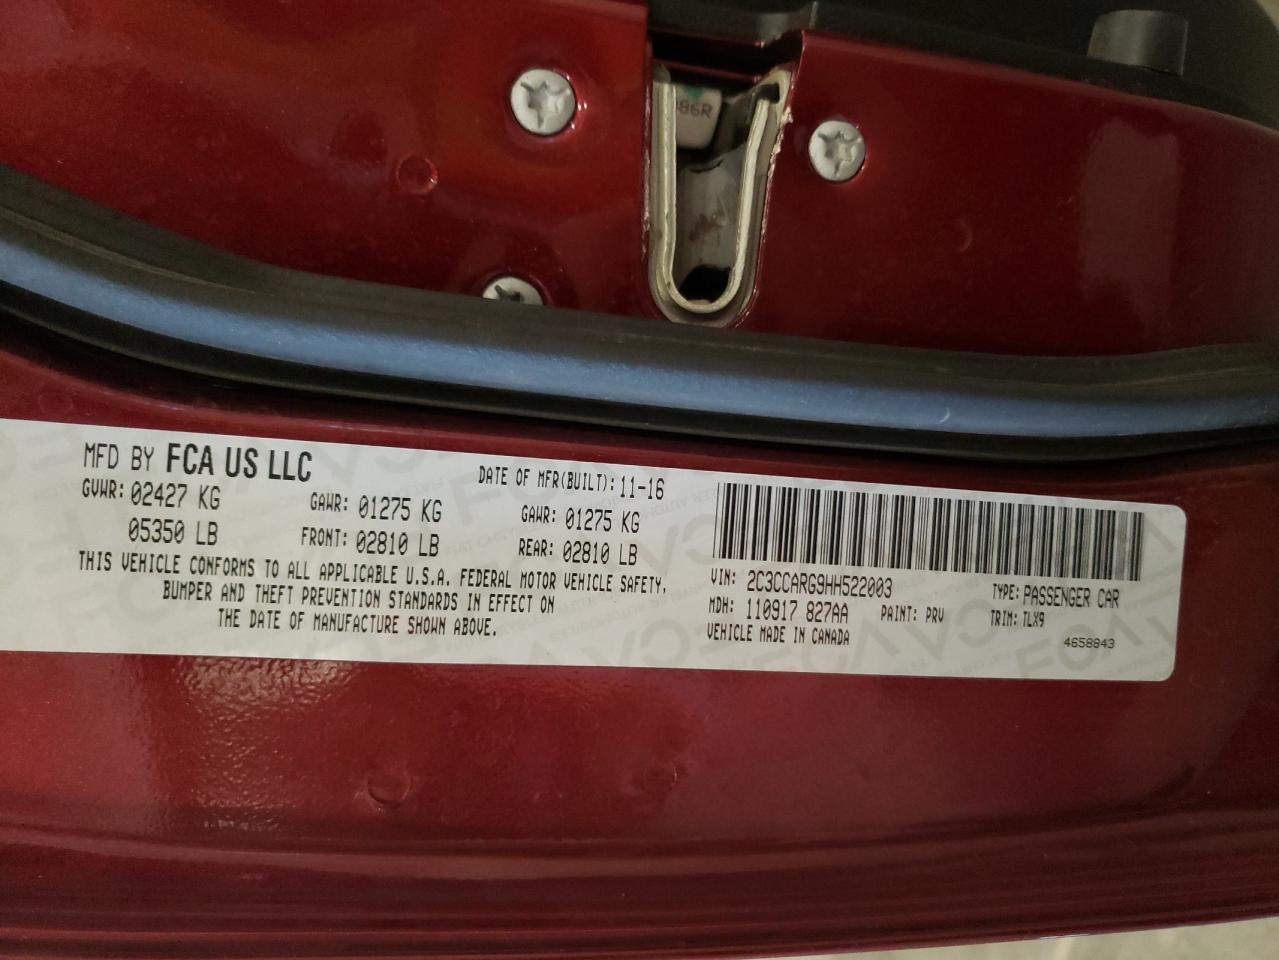 86R
MFD BY FCA US LLC
DATE OF MFR(BUILT): 11-16
GVWR: 02427 KG GAWR: 01275 KG GAWR: 01275 KG
05350 LB FRONT: 02810 LB REAR: 02810 LB
THIS VEHICLE CONFORMS TO ALL APPLICABLE U.S.A. FEDERAL MOTOR VEHICLE SAFETY,
BUMPER AND THEFT PREVENTION STANDARDS IN EFFECT ON
THE DATE OF MANUFACTURE SHOWN ABOVE.
VIN: 2C3CCARG9HH522003 TYPE: PASSENGER CAR
MDH: 110917 827AA PAINT: PRV TRIM: TLX9
VEHICLE MADE IN CANADA 4658843